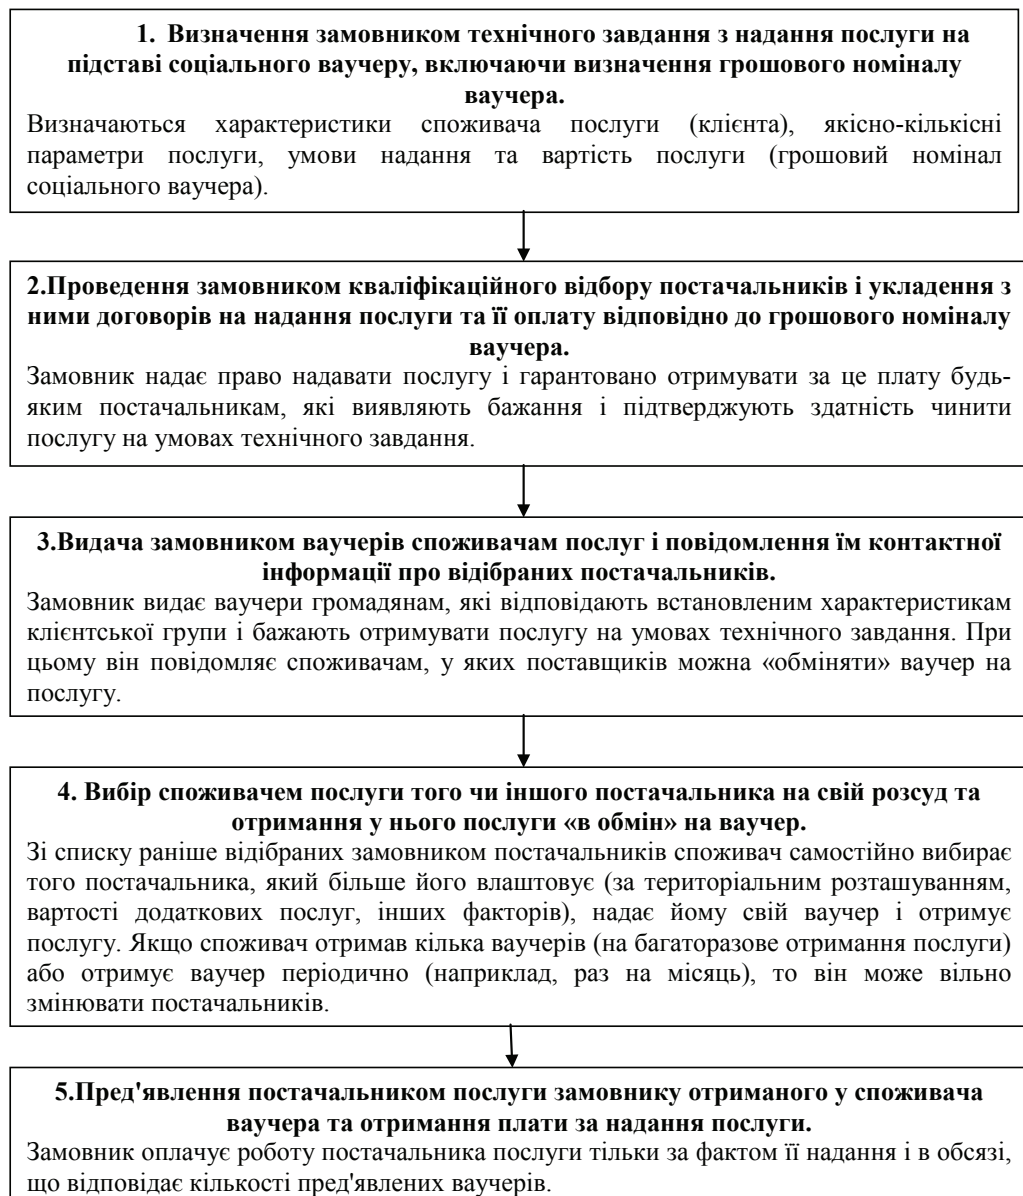 1. Визначення замовником технічного завдання з надання послуги на
підставі соціального ваучеру, включаючи визначення грошового номіналу
ваучера.
Визначаються характеристики споживача послуги (клієнта), якісно-кількісні
параметри послуги, умови надання та вартість послуги (грошовий номінал
соціального ваучера).
2.Проведення замовником кваліфікаційного відбору постачальників і укладення з
ними договорів на надання послуги та її оплату відповідно до грошового номіналу
ваучера.
Замовник надає право надавати послугу і гарантовано отримувати за це плату будь-
яким постачальникам, які виявляють бажання і підтверджують здатність чинити
послугу на умовах технічного завдання.
3.Видача замовником ваучерів споживачам послуг і повідомлення їм контактної
інформації про відібраних постачальників.
Замовник видає ваучери громадянам, які відповідають встановленим характеристикам
клієнтської групи і бажають отримувати послугу на умовах технічного завдання. При
цьому він повідомляє споживачам, у яких поставщиків можна «обміняти» ваучер на
послугу.
4. Вибір споживачем послуги того чи іншого постачальника на свій розсуд та
отримання у нього послуги «в обмін» на ваучер.
Зі списку раніше відібраних замовником постачальників споживач самостійно вибирає
того постачальника, який більше його влаштовує (за територіальним розташуванням,
вартості додаткових послуг, інших факторів), надає йому свій ваучер і отримує
послугу. Якщо споживач отримав кілька ваучерів (на багаторазове отримання послуги)
або отримує ваучер періодично (наприклад, раз на місяць), то він може вільно
змінювати постачальників.
5.Пред'явлення постачальником послуги замовнику отриманого у споживача
ваучера та отримання плати за надання послуги.
Замовник оплачує роботу постачальника послуги тільки за фактом її надання і в обсязі,
що відповідає кількості пред'явлених ваучерів.